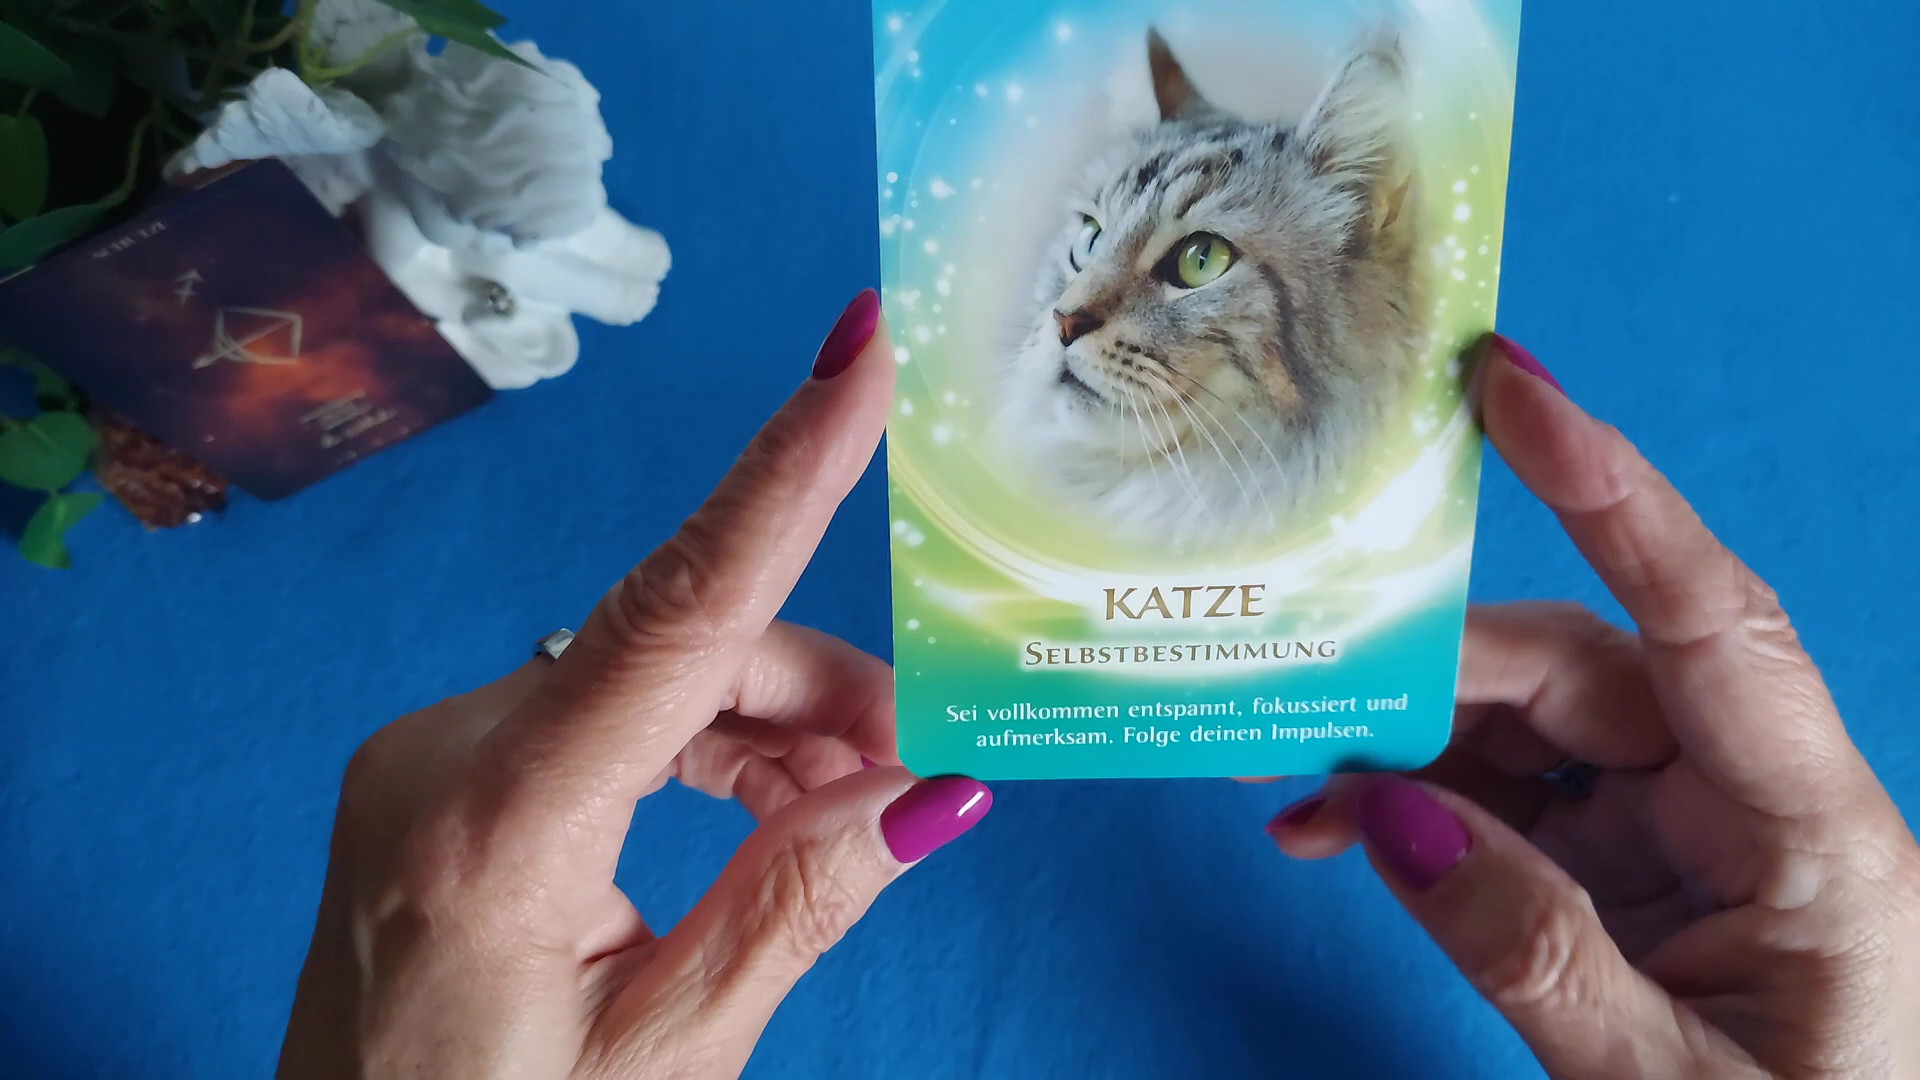 KATZE
SELBSTBESTIMMUNG
Sei vollkommen entspannt, fokussiert und
aufmerksam. Folge deinen Impulsen.